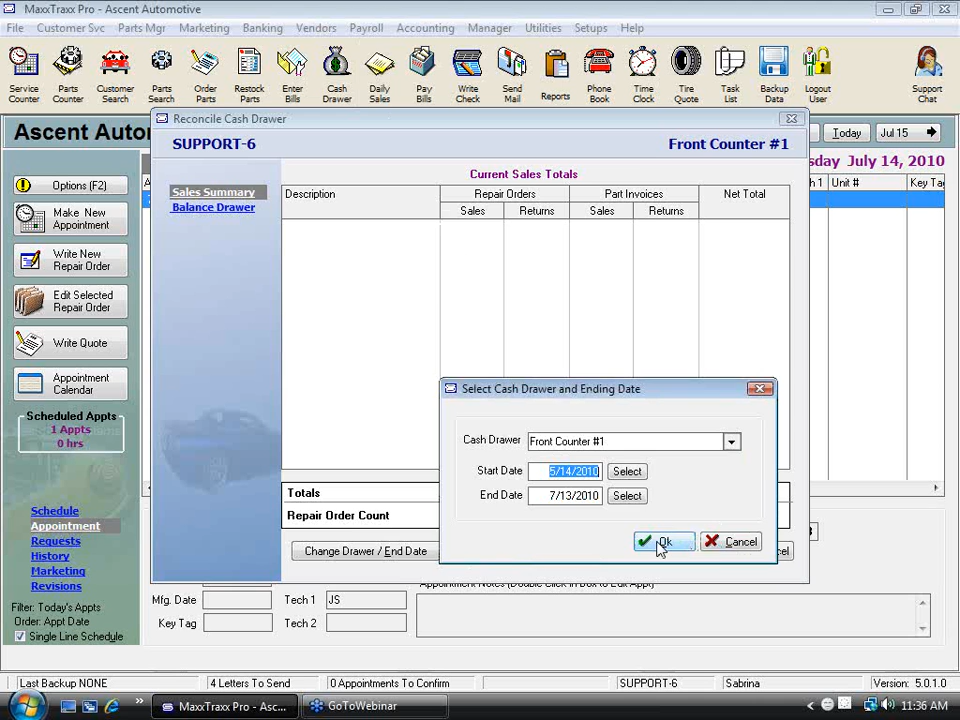 MaxxTraxx Pro - Ascent Automotive
File Customer Svc Parts Mgr Marketing Banking Vendors Payroll Accounting Manager Utilities Setups Help
Service Counter
Parts Counter
Customer Search
Parts Search
Order Parts
Restock Parts
Enter Bills
Cash Drawer
Daily Sales
Pay Bills
Write Check
Send Mail
Reports
Phone Book
Time Clock
Tire Quote
Task List
Backup Data
Logout User
Support Chat
Ascent Auto
Today
Jul 15
sday July 14, 2010
Unit #
Key Tag
Options (F2)
Make New
Appointment
Write New
Repair Order
Edit Selected
Repair Order
Write Quote
Appointment
Calendar
Scheduled Appts
1 Appts
0 hrs
Schedule
Appointment
Requests
History
Marketing
Revisions
Filter: Today's Appts
Order: Appt Date
Single Line Schedule
Reconcile Cash Drawer
SUPPORT-6
Front Counter #1
Sales Summary
Balance Drawer
Current Sales Totals
Description
Repair Orders
Part Invoices
Net Total
Sales Returns Sales Returns
Totals
Repair Order Count
Change Drawer / End Date
Select Cash Drawer and Ending Date
Cash Drawer Front Counter #1
Start Date 5/14/2010 Select
End Date 7/13/2010 Select
Ok Cancel
Mfg. Date
Tech 1 JS
Key Tag
Tech 2
Appointment Notes (Double Click in Box to Edit Appt)
Last Backup NONE
4 Letters To Send
0 Appointments To Confirm
SUPPORT-6
Sabrina
Version: 5.0.1.0
MaxxTraxx Pro - Asc...
GoToWebinar
11:36 AM